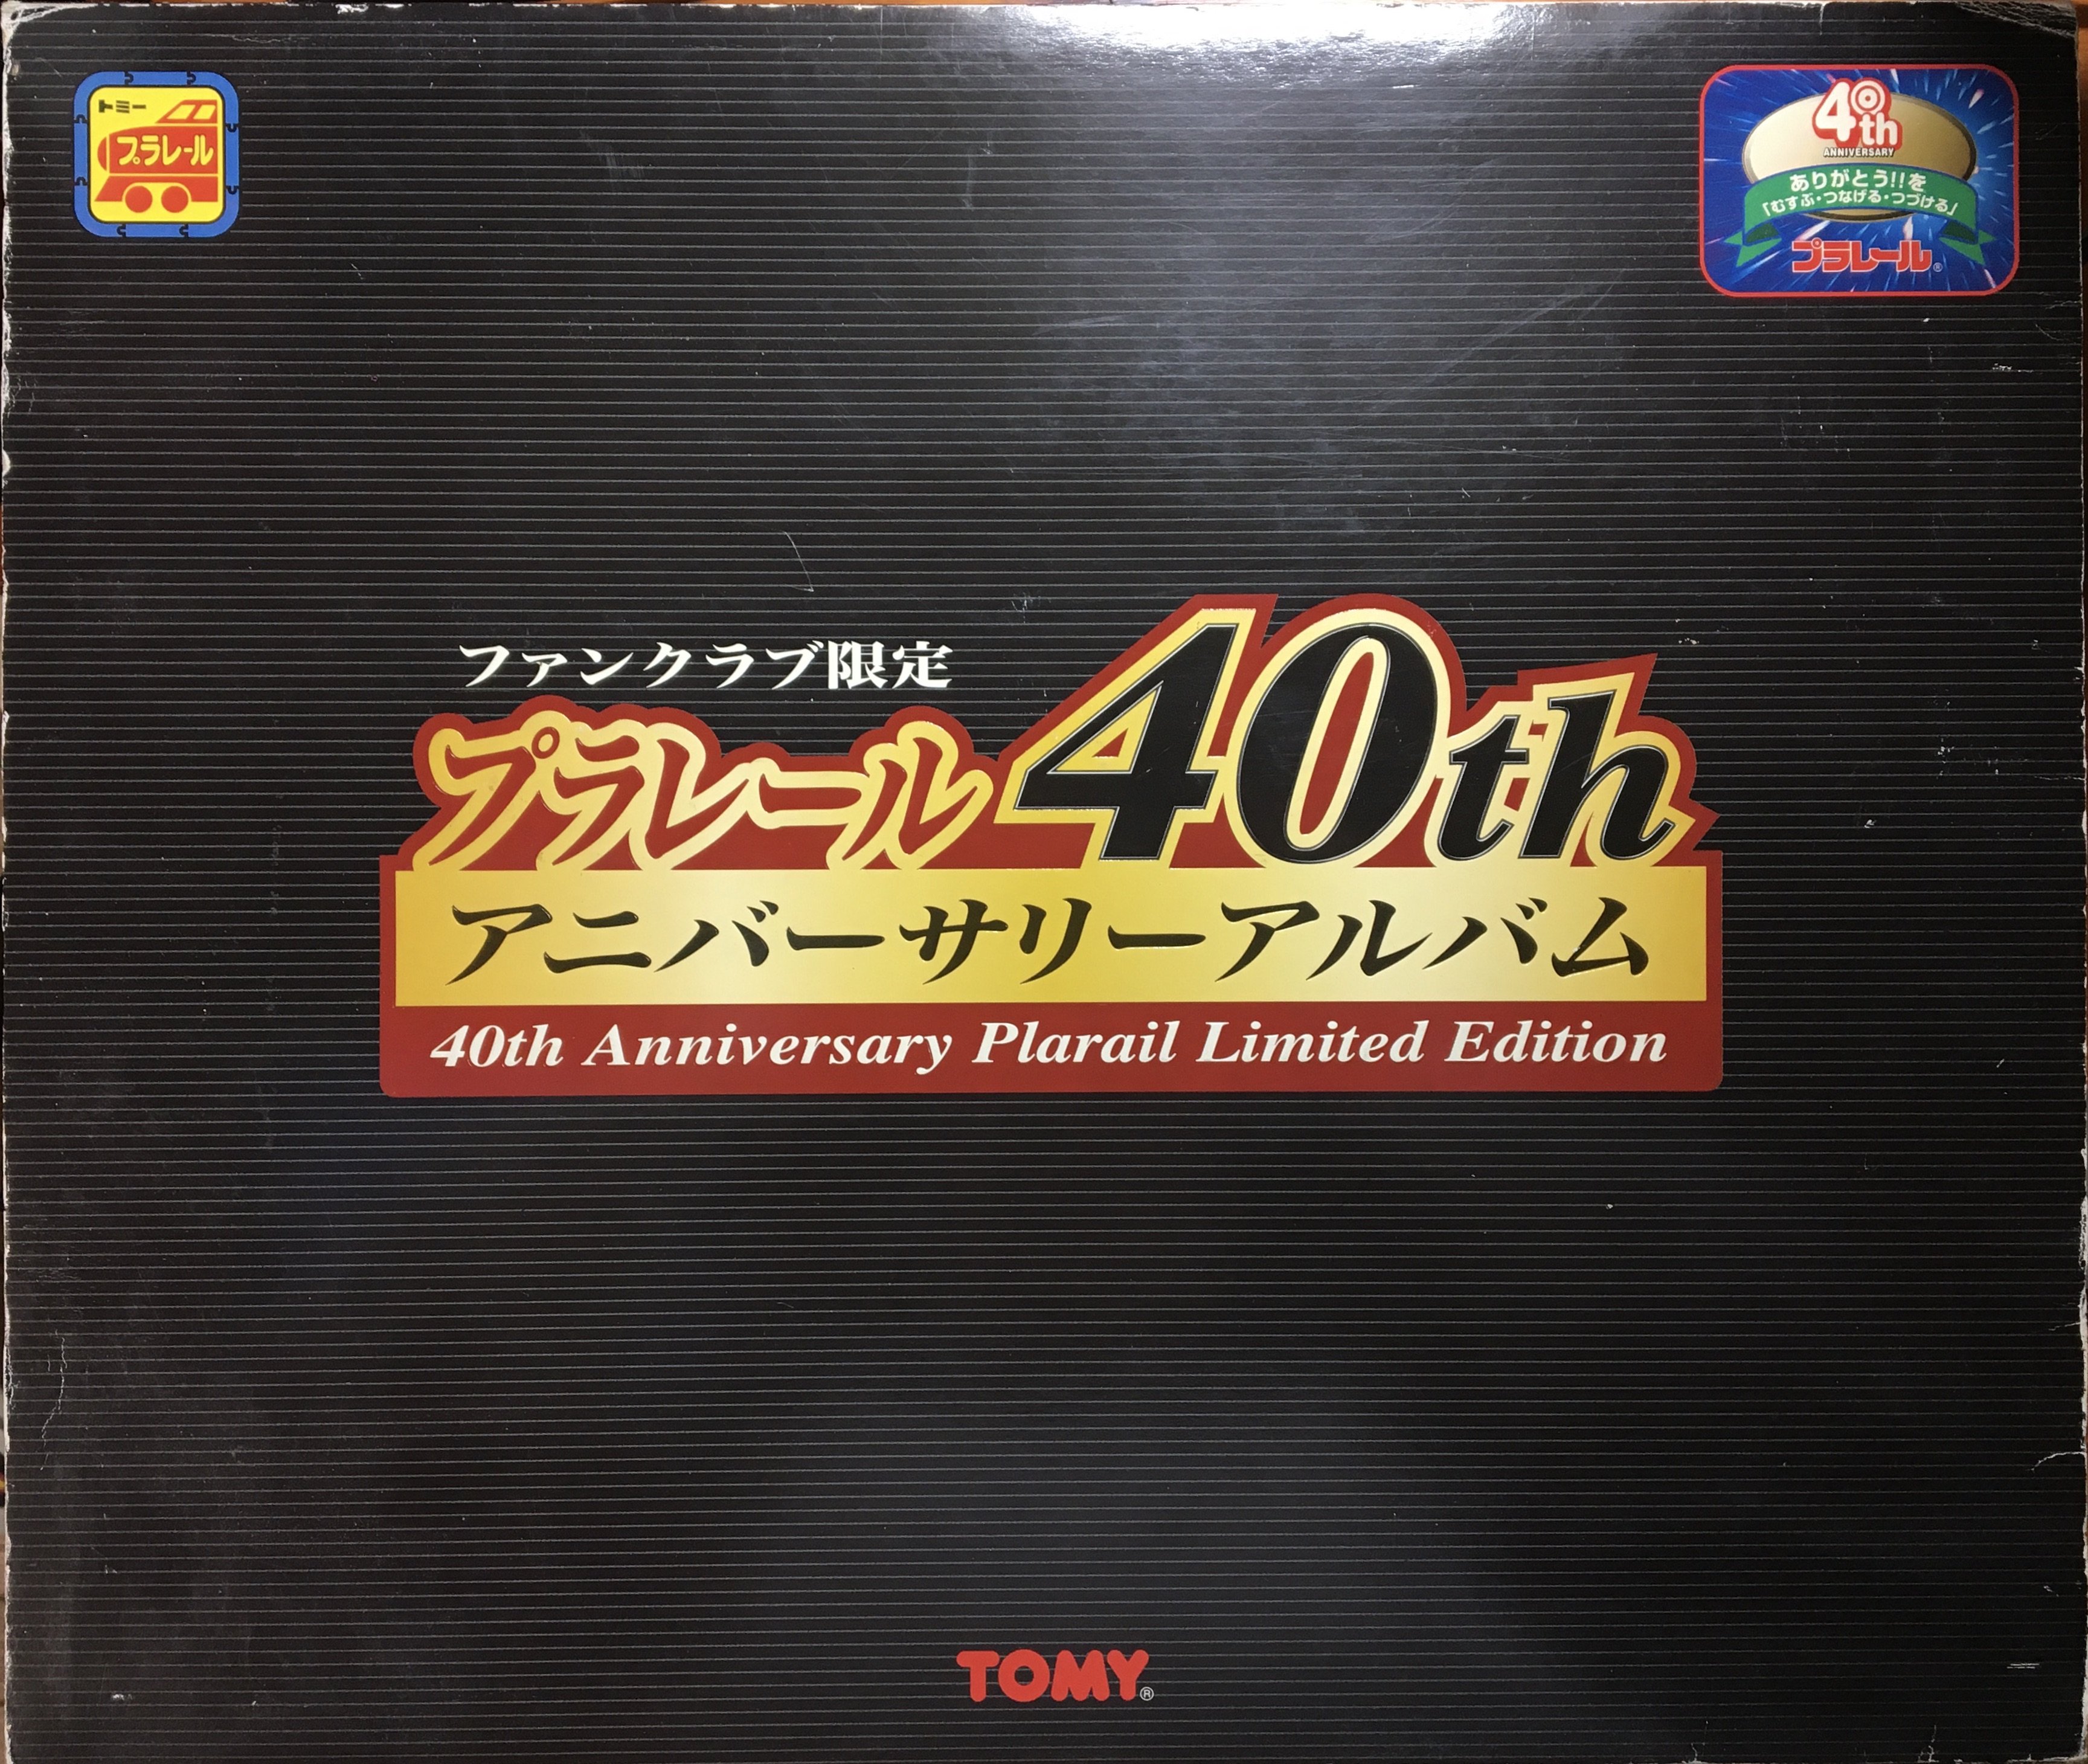 トミー
プラレール
40th
ANNIVERSARY
ありがとう!!を
「むすぶ・つなげる・つづける」
プラレール®
ファンクラブ限定
プラレール40th
アニバーサリーアルバム
40th Anniversary Plarail Limited Edition
TOMY®